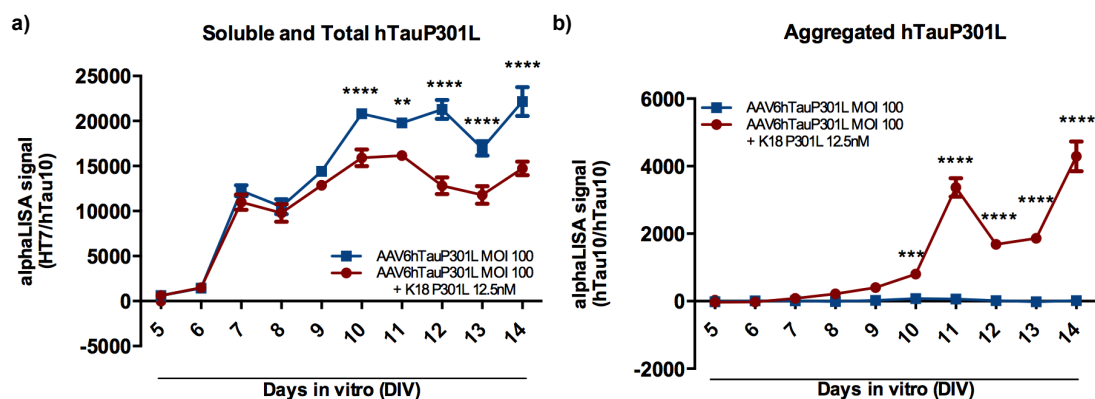 a)
Soluble and Total hTauP301L
alphaLISA signal
(HT7/hTau10)
25000
20000
15000
10000
5000
0
-5000
****
**
****
****
****
AAV6hTauP301L MOI 100
AAV6hTauP301L MOI 100
+ K18 P301L 12.5nM
5 6 7 8 9 10 11 12 13 14
Days in vitro (DIV)
b)
Aggregated hTauP301L
alphaLISA signal
(hTau10/hTau10)
6000
4000
2000
0
-2000
AAV6hTauP301L MOI 100
AAV6hTauP301L MOI 100
+ K18 P301L 12.5nM
***
****
****
****
****
5 6 7 8 9 10 11 12 13 14
Days in vitro (DIV)